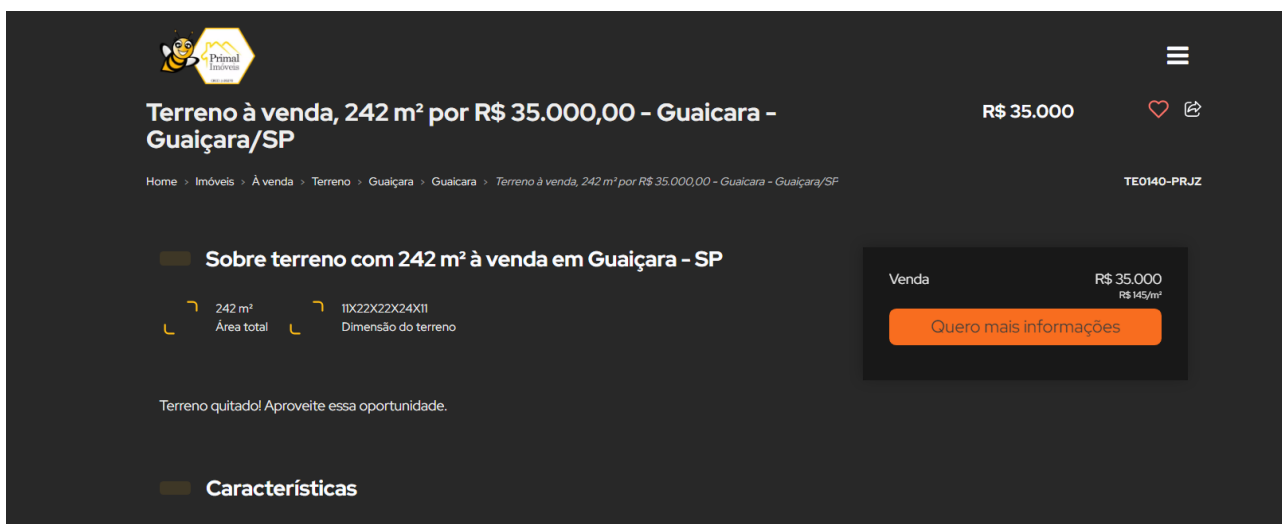 Primal
Imóveis
Terreno à venda, 242 m² por R$ 35.000,00 - Guaicara -
Guaiçara/SP
R$ 35.000
Home > Imóveis > À venda > Terreno > Guaiçara > Guaicara > Terreno à venda, 242 m² por R$ 35.000,00 - Guaicara - Guaiçara/SP
TE0140-PRJZ
Sobre terreno com 242 m² à venda em Guaiçara - SP
242 m²
Área total
11X22X22X24X11
Dimensão do terreno
Venda
R$ 35.000
R$ 145/m²
Quero mais informações
Terreno quitado! Aproveite essa oportunidade.
Características